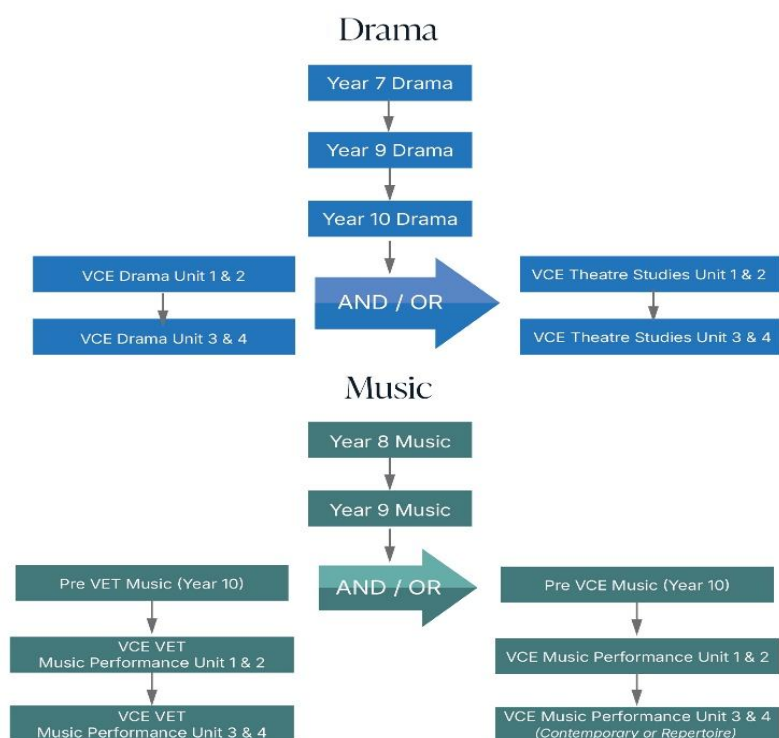 Drama
Year 7 Drama
Year 9 Drama
Year 10 Drama
VCE Drama Unit 1 & 2
AND / OR
VCE Theatre Studies Unit 1 & 2
VCE Drama Unit 3 & 4
VCE Theatre Studies Unit 3 & 4
Music
Year 8 Music
Year 9 Music
Pre VET Music (Year 10)
AND / OR
Pre VCE Music (Year 10)
VCE VET
Music Performance Unit 1 & 2
VCE Music Performance Unit 1 & 2
VCE VET
Music Performance Unit 3 & 4
VCE Music Performance Unit 3 & 4
(Contemporary or Repertoire)